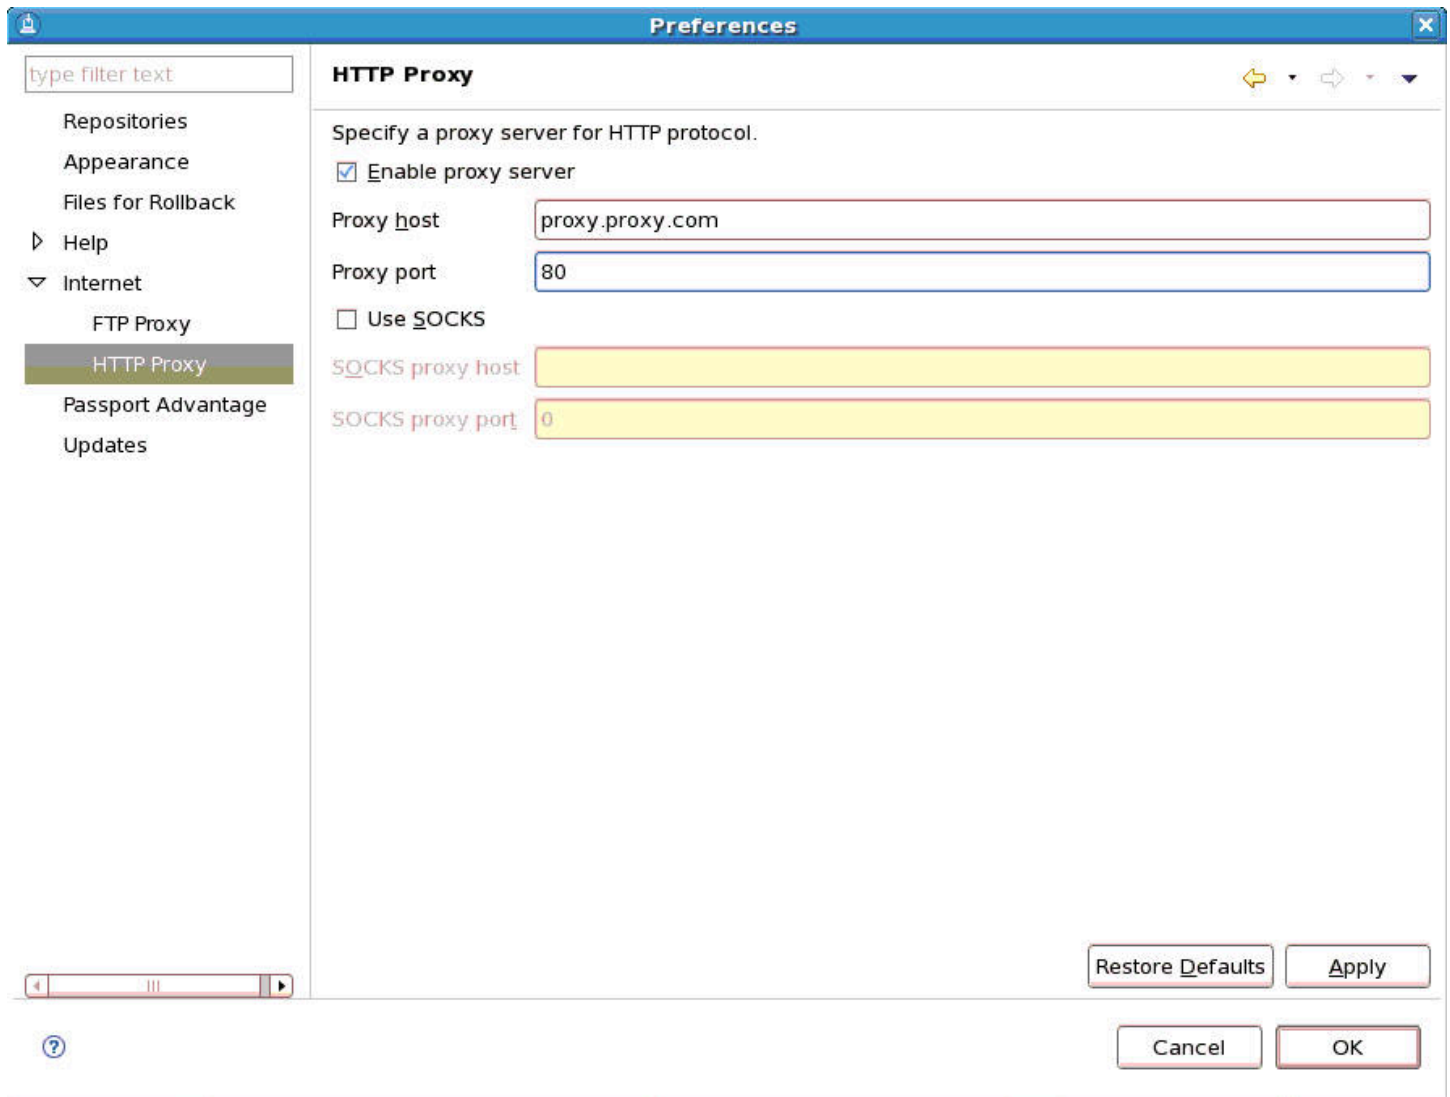 Preferences
type filter text
Repositories
Appearance
Files for Rollback
Help
Internet
FTP Proxy
HTTP Proxy
Passport Advantage
Updates
HTTP Proxy
Specify a proxy server for HTTP protocol.
Enable proxy server
Proxy host proxy.proxy.com
Proxy port 80
Use SOCKS
SOCKS proxy host
SOCKS proxy port 0
Restore Defaults Apply
? Cancel OK